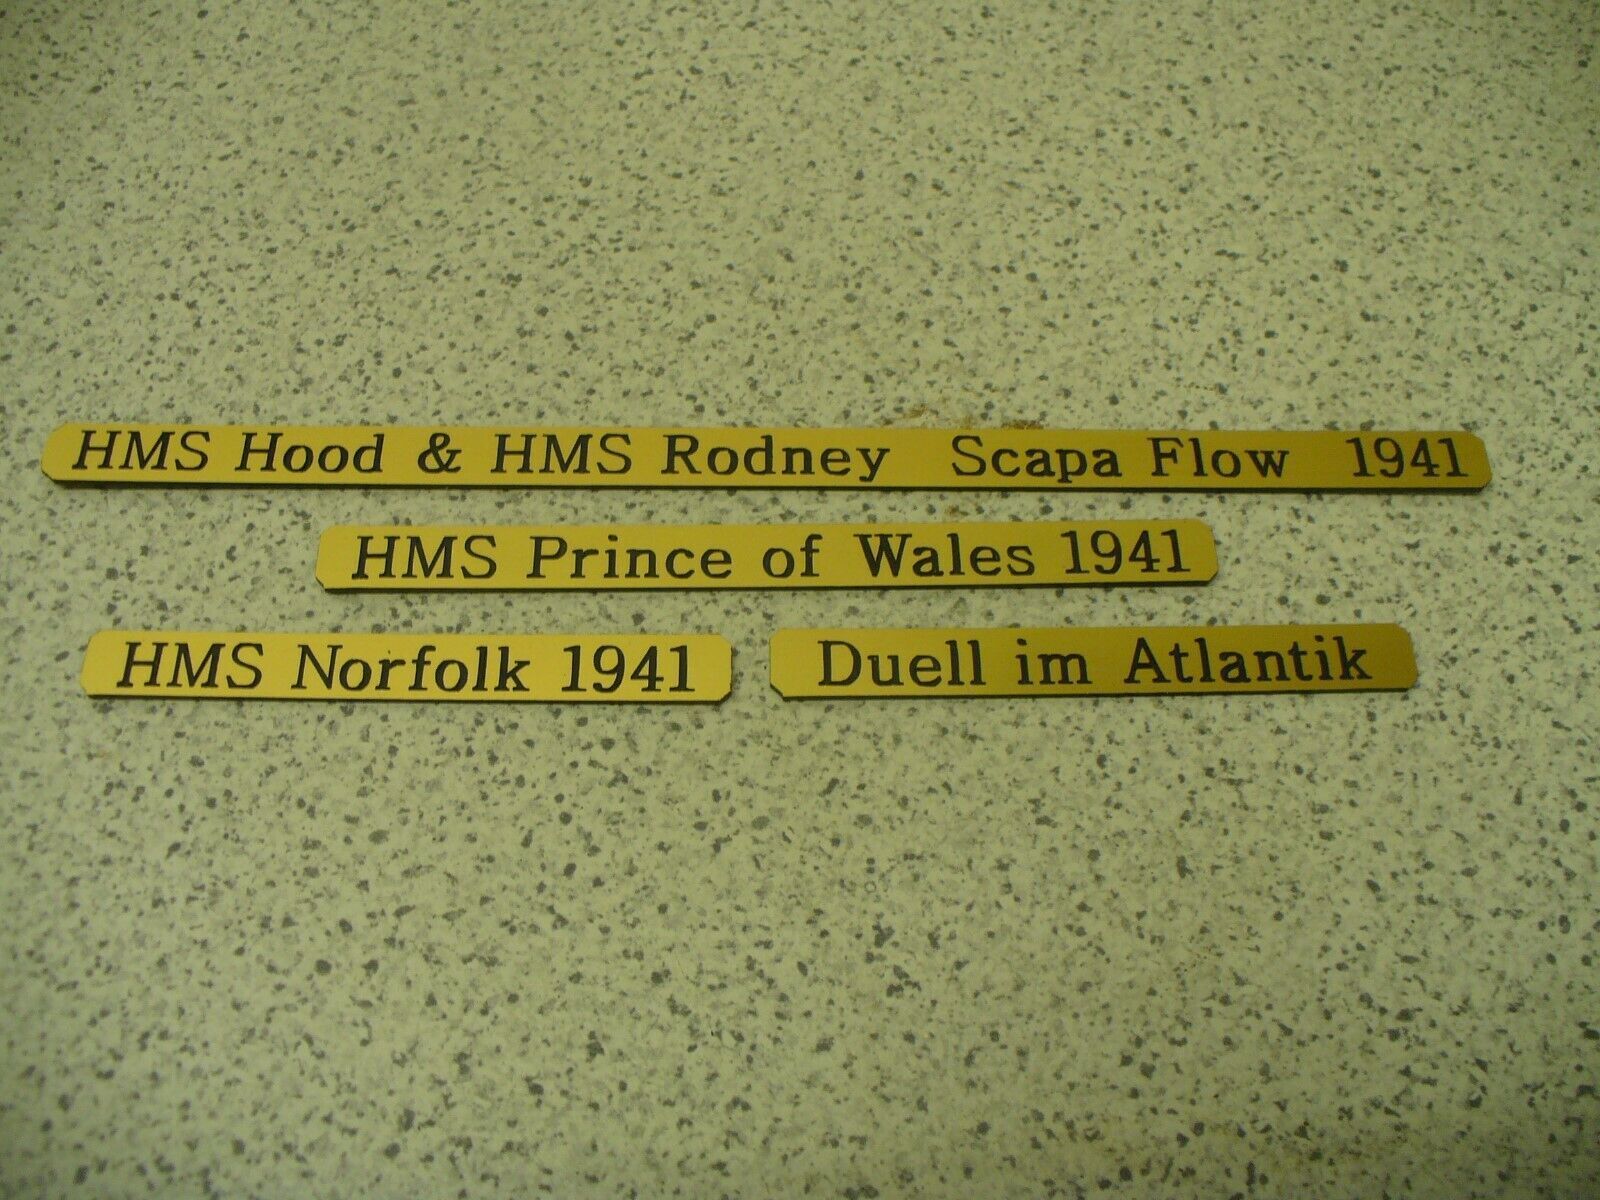 HMS Hood & HMS Rodney Scapa Flow 1941
HMS Prince of Wales 1941
HMS Norfolk 1941
Duell im Atlantik